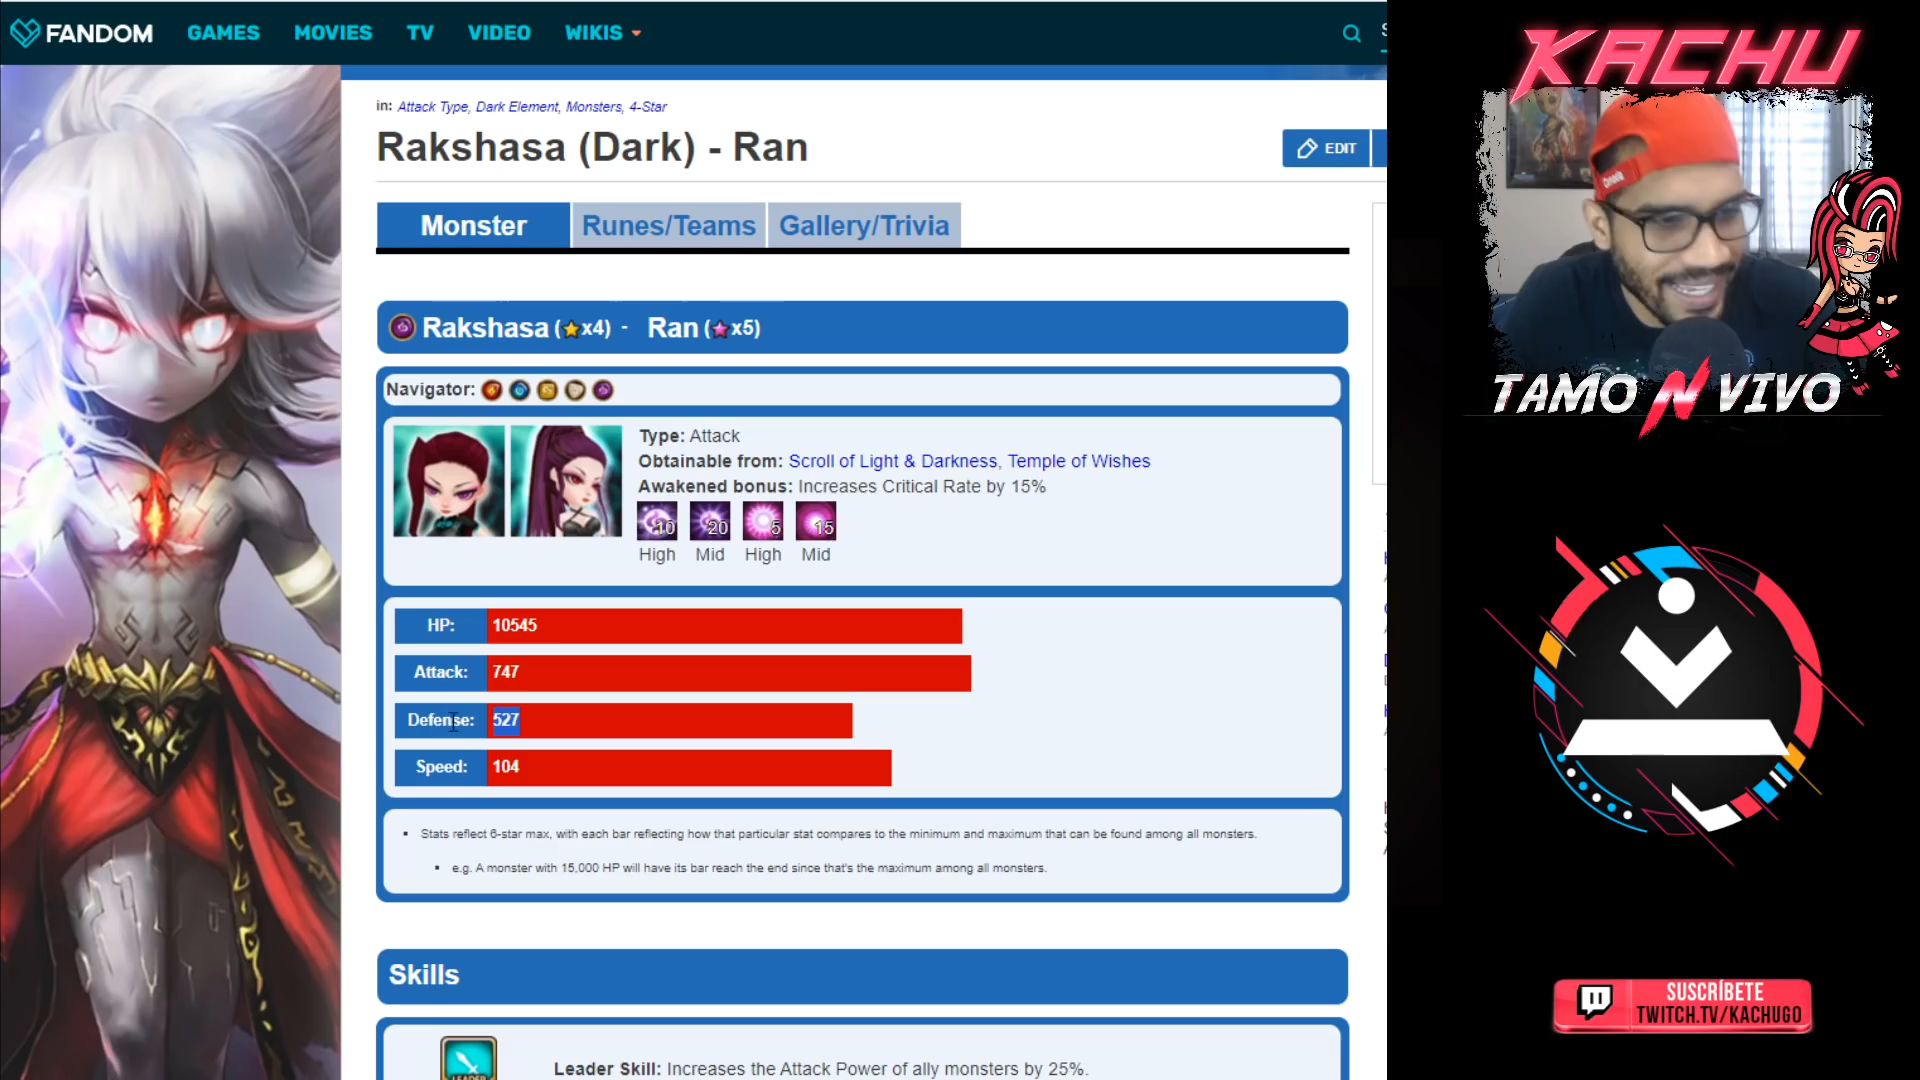 FANDOM GAMES MOVIES TV VIDEO WIKIS
in: Attack Type, Dark Element, Monsters, 4-Star
Rakshasa (Dark) - Ran
EDIT
Monster Runes/Teams Gallery/Trivia
Rakshasa (x4) - Ran (x5)
Navigator:
Type: Attack
Obtainable from: Scroll of Light & Darkness, Temple of Wishes
Awakened bonus: Increases Critical Rate by 15%
10 20 5 15
High Mid High Mid
HP: 10545
Attack: 747
Defense: 527
Speed: 104
Stats reflect 6-star max, with each bar reflecting how that particular stat compares to the minimum and maximum that can be found among all monsters.
e.g. A monster with 15,000 HP will have its bar reach the end since that's the maximum among all monsters.
Skills
LEADER
Leader Skill: Increases the Attack Power of ally monsters by 25%.
KACHU
TAMO N VIVO
SUSCRÍBETE
TWITCH.TV/KACHUGO